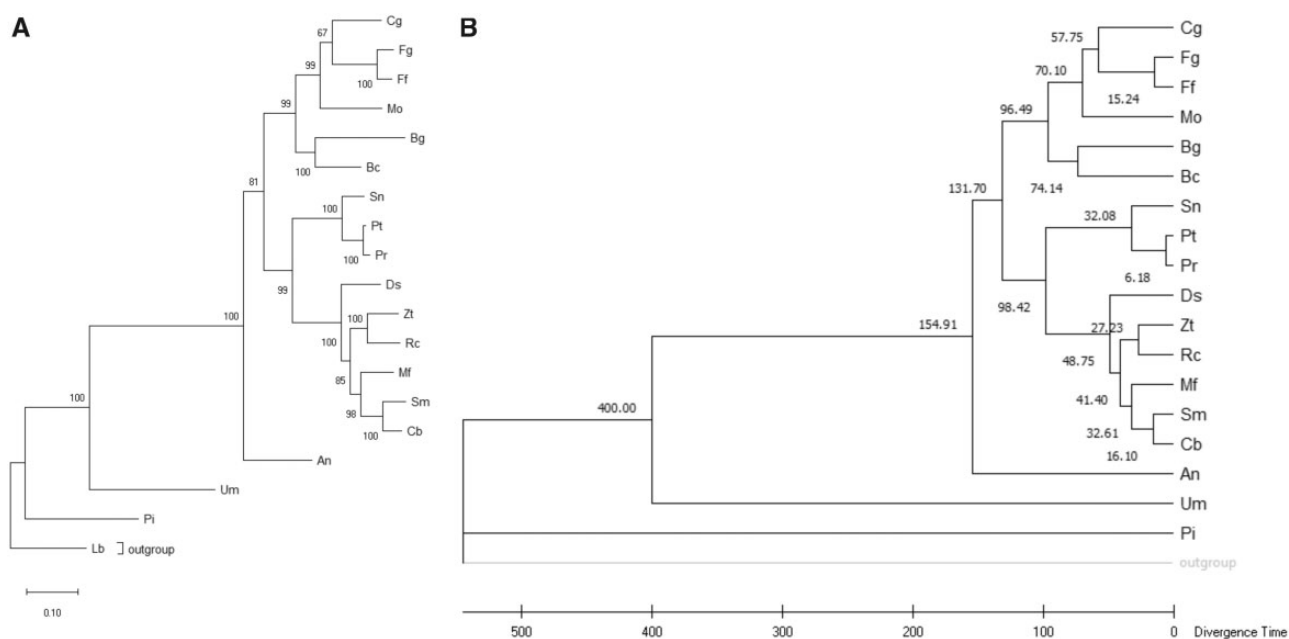 A
Cg
67
Fg
99
Ff
100
Mo
99
Bg
100
Bc
81
Sn
100
Pt
100
Pr
99
Ds
100
Zt
100
Rc
85
Mf
98
Sm
100
Cb
100
An
100
Um
Pi
Lb
outgroup
0.10
B
57.75
Cg
Fg
70.10
Ff
15.24
96.49
Mo
Bg
74.14
Bc
131.70
32.08
Sn
Pt
Pr
6.18
98.42
Ds
27.23
Zt
154.91
48.75
Rc
41.40
Mf
32.61
Sm
16.10
Cb
An
400.00
Um
Pi
outgroup
500 400 300 200 100 0 Divergence Time